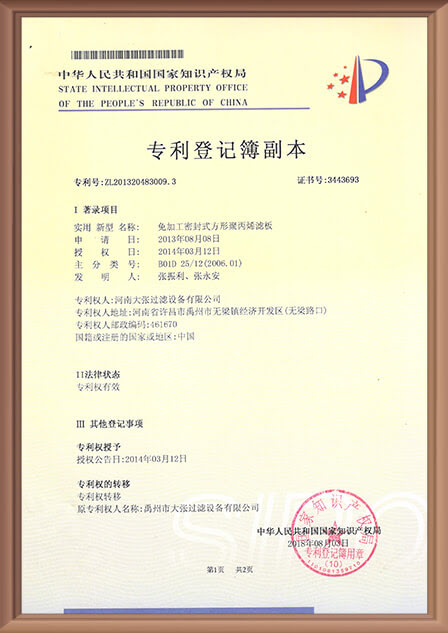 中华人民共和国国家知识产权局
STATE INTELLECTUAL PROPERTY OFFICE
OF THE PEOPLE'S REPUBLIC OF CHINA
专利登记簿副本
专利号:ZL201320483009.3 证书号:3443693
I 著录项目
实用 新型 名称: 免加工密封式方形聚丙烯滤板
申 请 日: 2013年08月08日
授 权 日: 2014年03月12日
主 分 类 号: B01D 25/12(2006.01)
发 明 人: 张振利、张永安
专利权人:河南大张过滤设备有限公司
专利权人地址:河南省许昌市禹州市无梁镇经济开发区(无梁路口)
专利权人邮政编码:461670
国籍或注册的国家或地区:中国
II法律状态
专利权有效
III 其他登记事项
专利权授予
授权公告日:2014年03月12日
专利权的转移
专利权转移
原专利权人名称:禹州市大张过滤设备有限公司
中华人民共和国国家知识产权局
2018年08月03日
国家知识产权局
专利登记簿用章
(10)
第1页 共2页